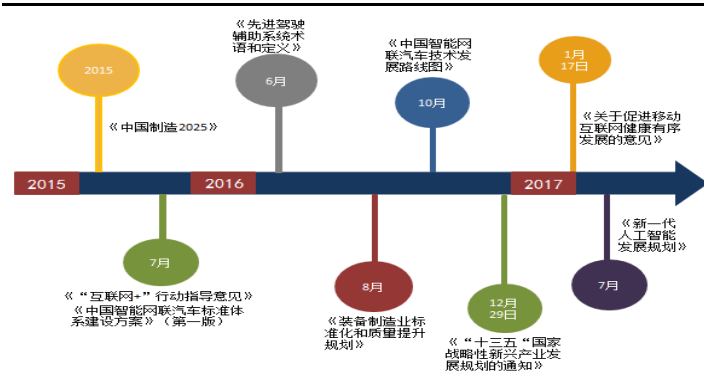 2015
《中国制造2025》
《先进驾驶
辅助系统术
语和定义》
6月
《中国智能网
联汽车技术发
展路线图》
10月
1月
17日
《关于促进移动
互联网健康有序
发展的意见》
2015
2016
2017
7月
《“互联网+”行动指导意见》
《中国智能网联汽车标准体
系建设方案》（第一版）
8月
《装备制造业标
准化和质量提升
规划》
12月
29日
《“十三五“国家
战略性新兴产业发
展规划的通知》
《新一代
人工智能
发展规划》
7月